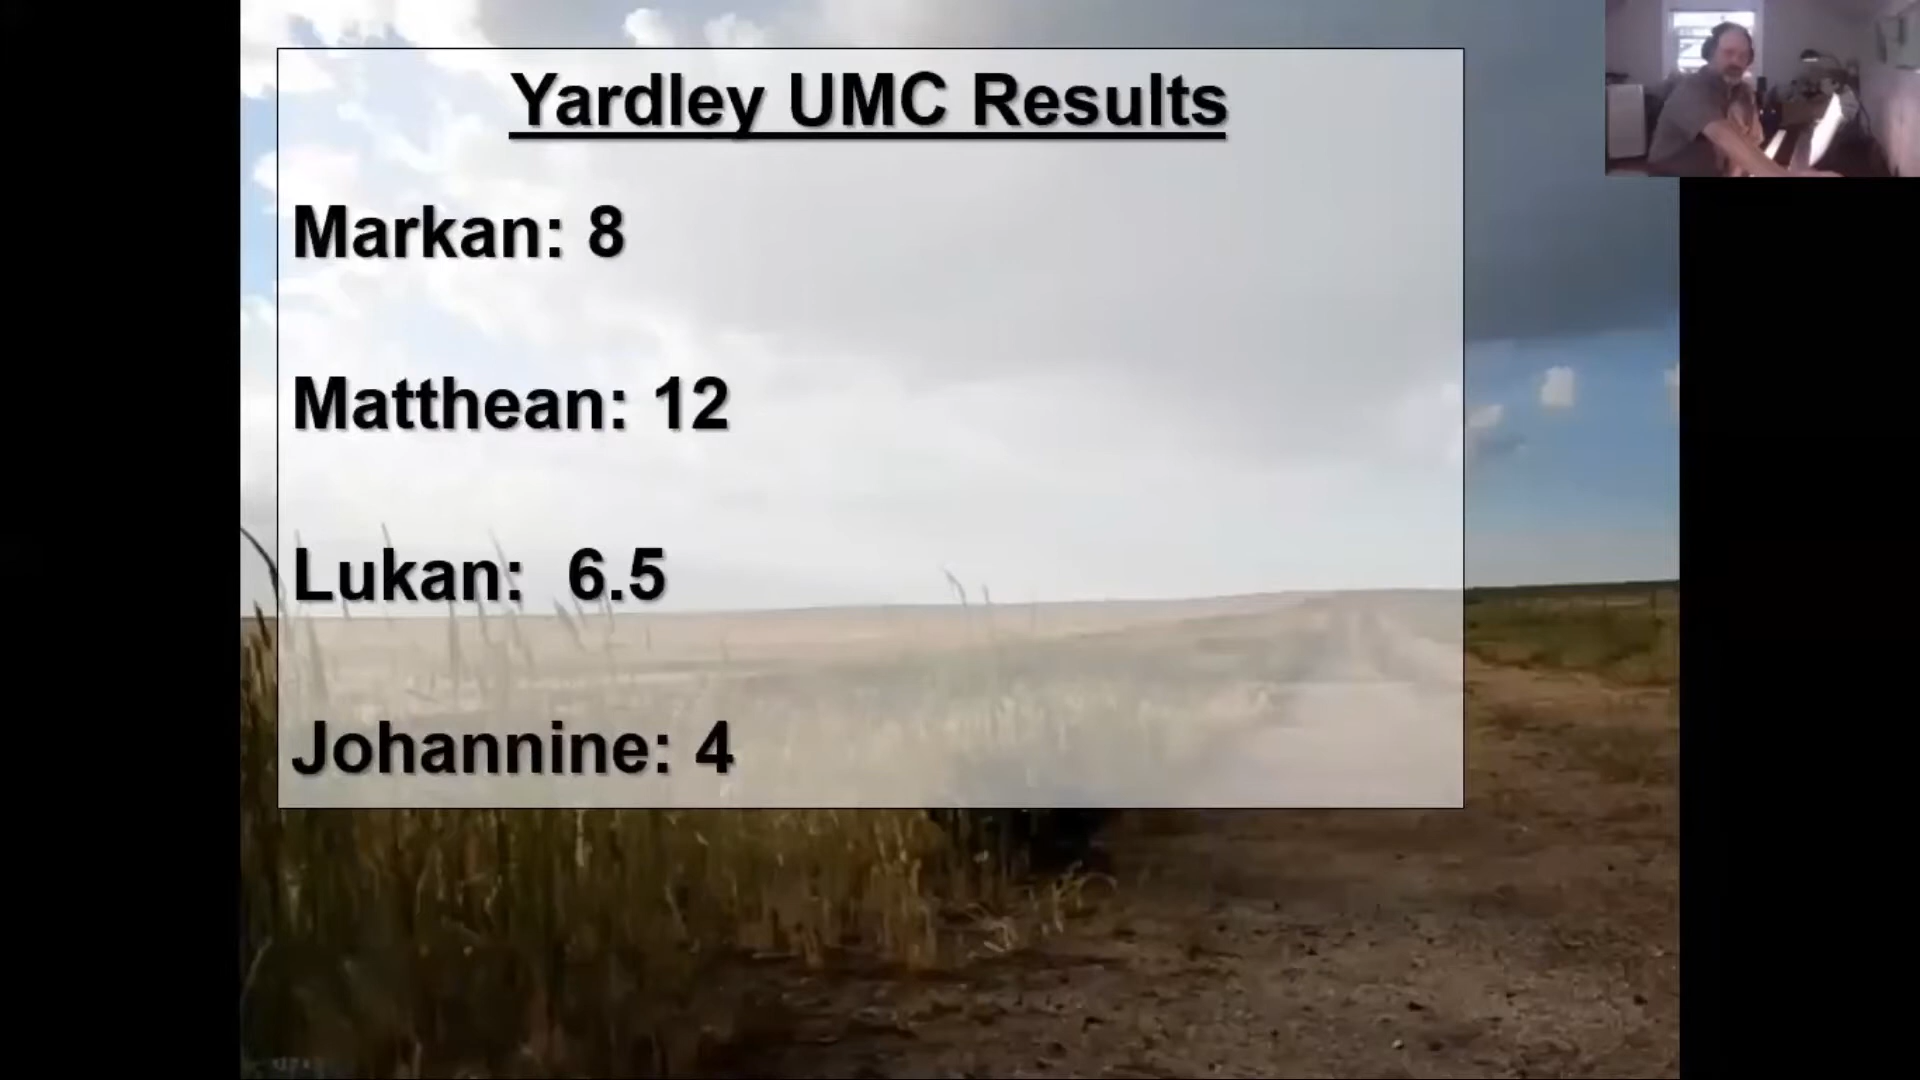 Yardley UMC Results
Markan: 8
Matthean: 12
Lukan: 6.5
Johannine: 4